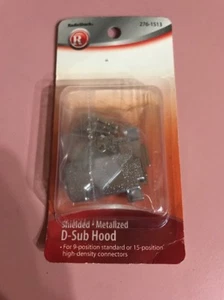 RadioShack.
276-1513
R
Shielded • Metalized
D-Sub Hood
• For 9-position standard or 15-position
high-density connectors